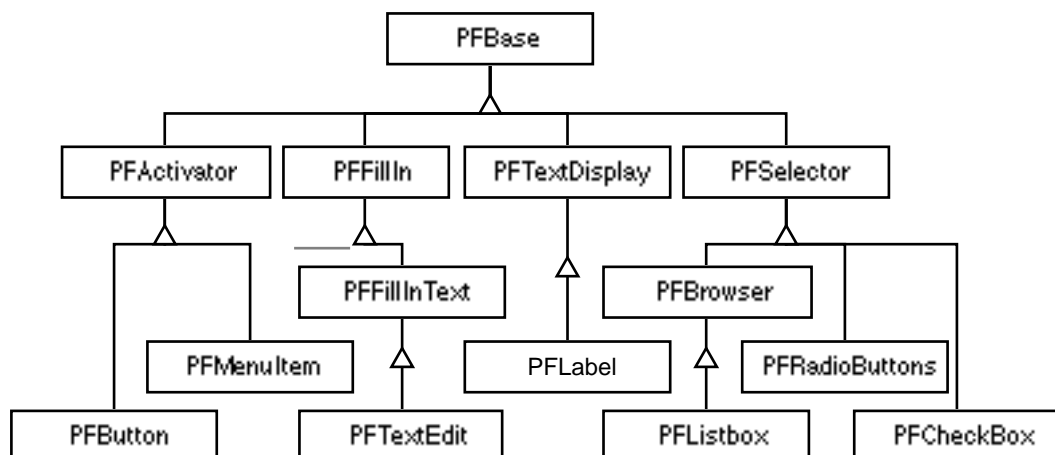 PFBase
PFActivator
PFFillIn
PFTextDisplay
PFSelector
PFFillInText
PFBrowser
PFMenuItem
PFLabel
PFRadioButtons
PFButton
PFTextEdit
PFListbox
PFCheckBox